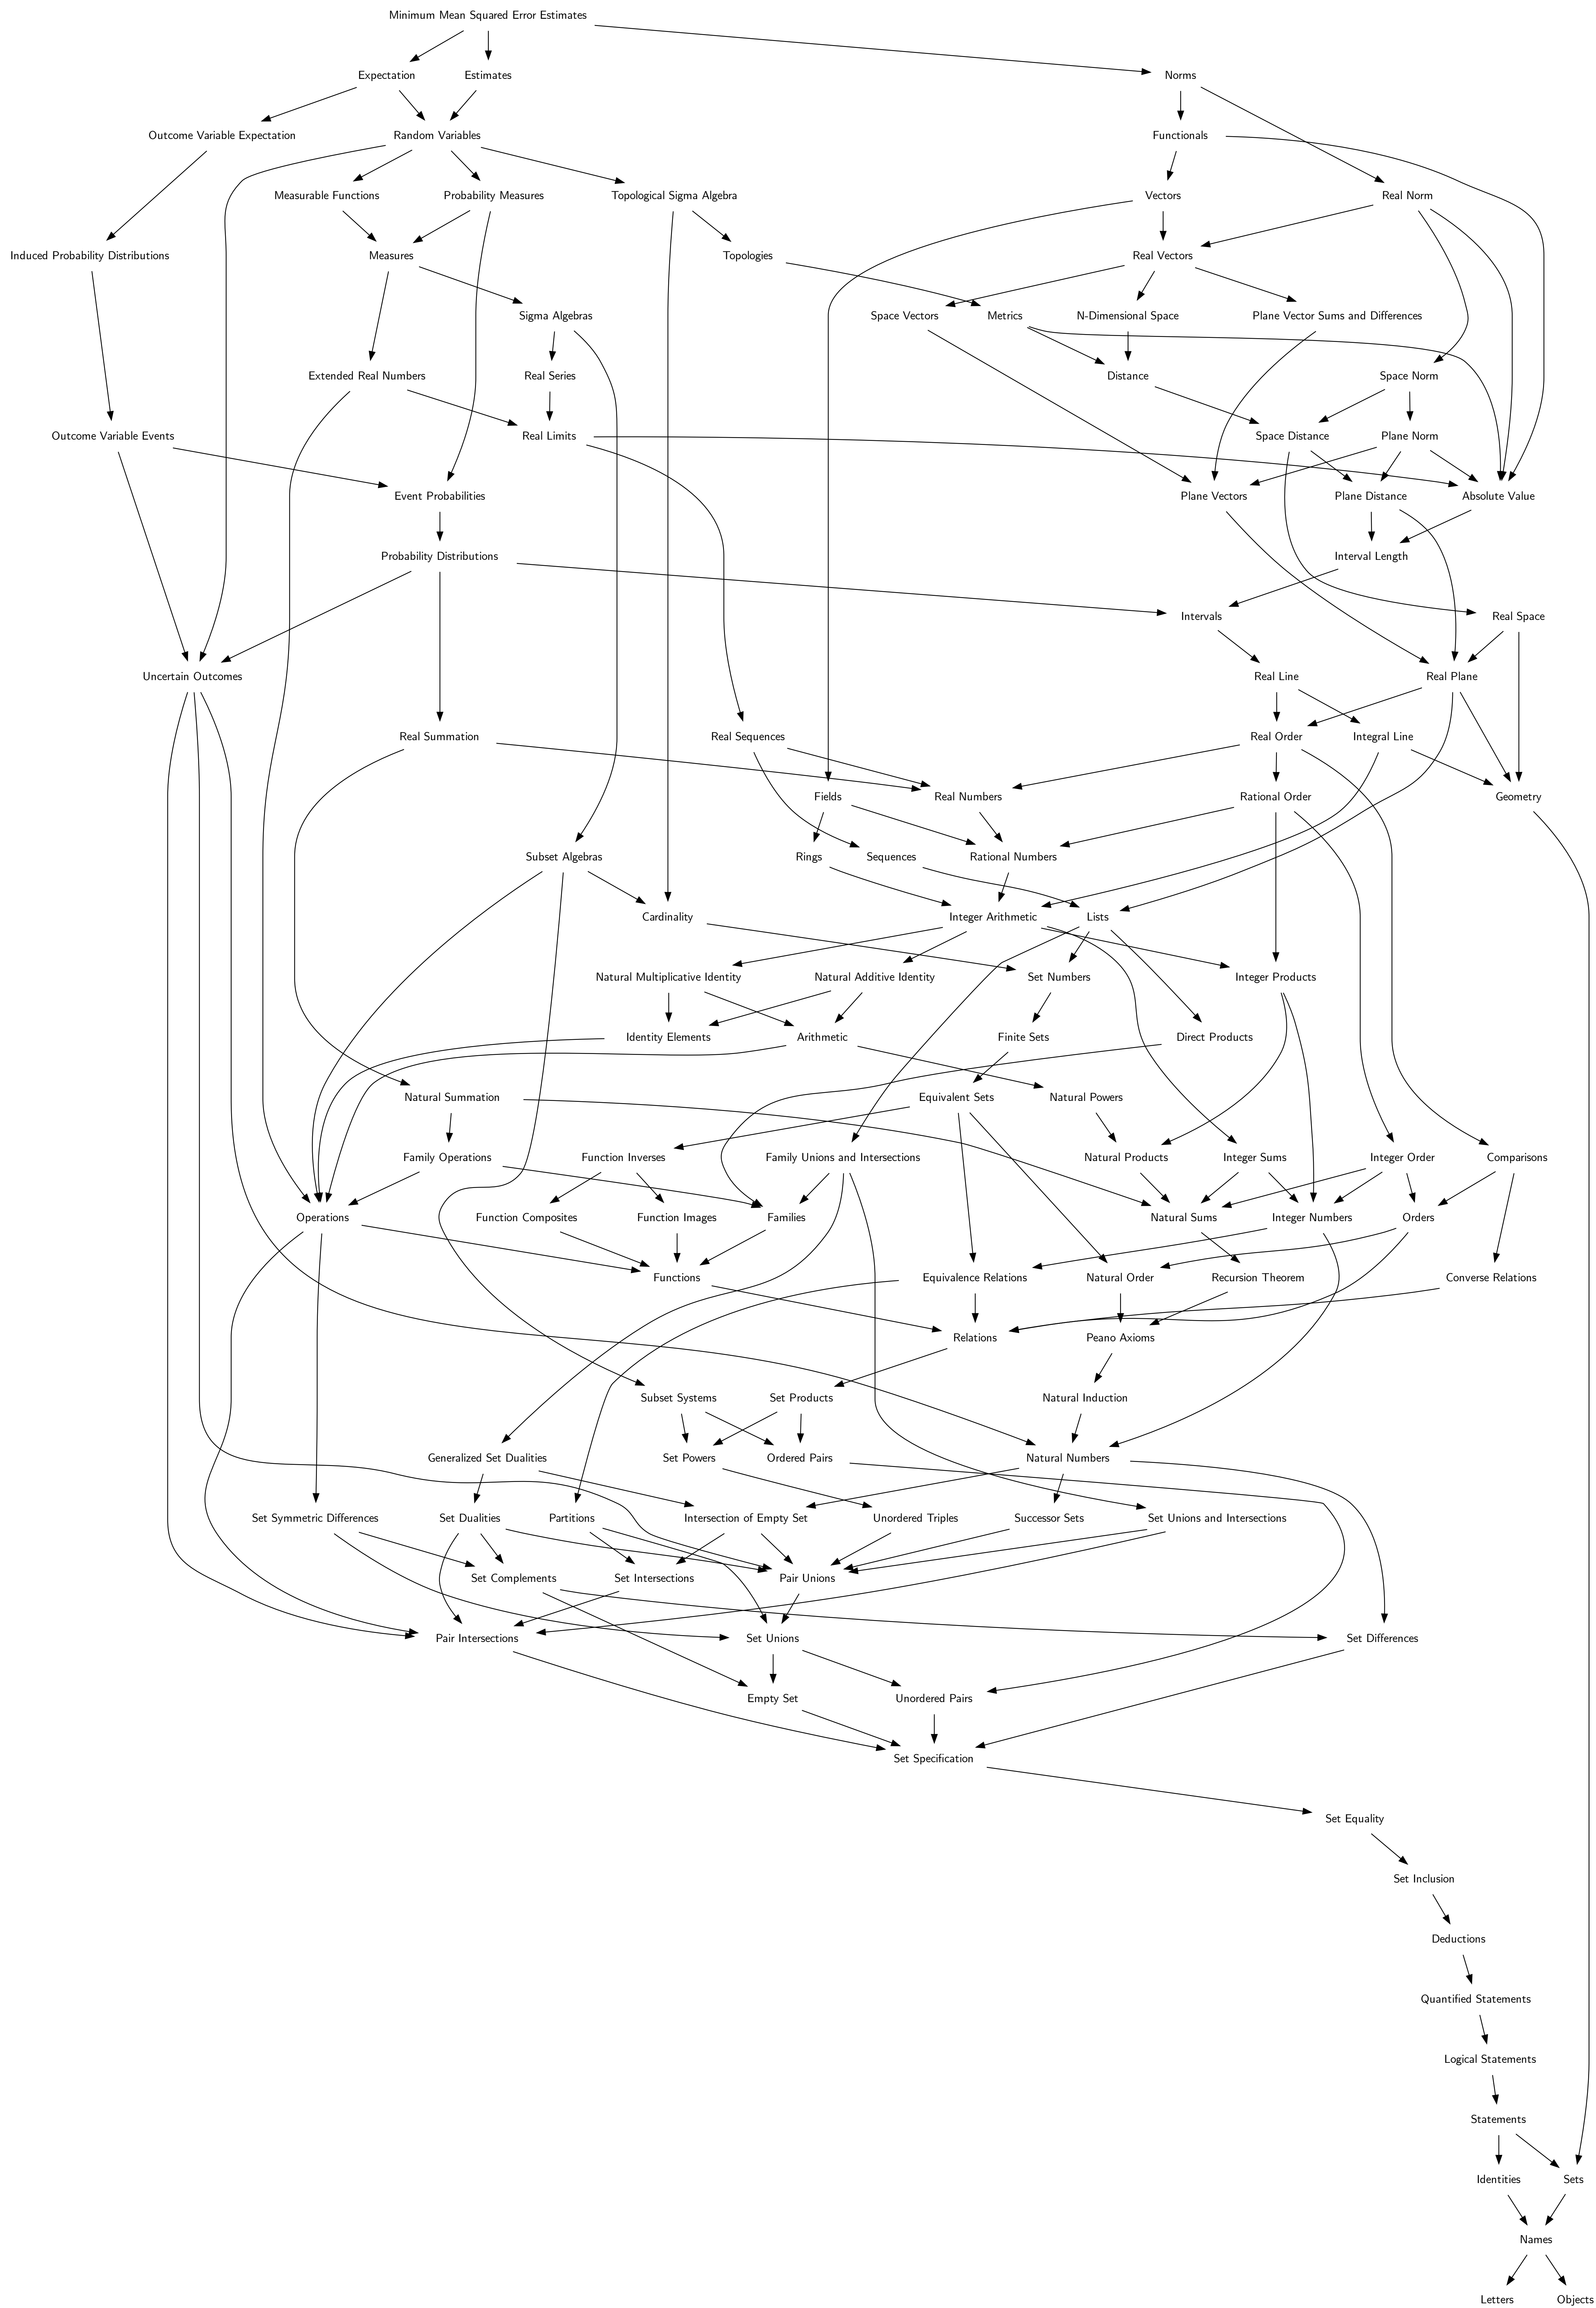 Minimum Mean Squared Error Estimates
Expectation
Estimates
Norms
Outcome Variable Expectation
Random Variables
Functionals
Measurable Functions
Probability Measures
Topological Sigma Algebra
Vectors
Real Norm
Induced Probability Distributions
Measures
Topologies
Real Vectors
Sigma Algebras
Space Vectors
Metrics
N-Dimensional Space
Plane Vector Sums and Differences
Extended Real Numbers
Real Series
Distance
Space Norm
Outcome Variable Events
Real Limits
Space Distance
Plane Norm
Event Probabilities
Plane Vectors
Plane Distance
Absolute Value
Probability Distributions
Interval Length
Intervals
Real Space
Uncertain Outcomes
Real Line
Real Plane
Real Summation
Real Sequences
Real Order
Integral Line
Fields
Real Numbers
Rational Order
Geometry
Subset Algebras
Rings
Sequences
Rational Numbers
Cardinality
Integer Arithmetic
Lists
Natural Multiplicative Identity
Natural Additive Identity
Set Numbers
Integer Products
Identity Elements
Arithmetic
Finite Sets
Direct Products
Natural Summation
Equivalent Sets
Natural Powers
Family Operations
Function Inverses
Family Unions and Intersections
Natural Products
Integer Sums
Integer Order
Comparisons
Operations
Function Composites
Function Images
Families
Natural Sums
Integer Numbers
Orders
Functions
Equivalence Relations
Natural Order
Recursion Theorem
Converse Relations
Relations
Peano Axioms
Subset Systems
Set Products
Natural Induction
Generalized Set Dualities
Set Powers
Ordered Pairs
Natural Numbers
Set Symmetric Differences
Set Dualities
Partitions
Intersection of Empty Set
Unordered Triples
Successor Sets
Set Unions and Intersections
Set Complements
Set Intersections
Pair Unions
Pair Intersections
Set Unions
Set Differences
Empty Set
Unordered Pairs
Set Specification
Set Equality
Set Inclusion
Deductions
Quantified Statements
Logical Statements
Statements
Identities
Sets
Names
Letters
Objects